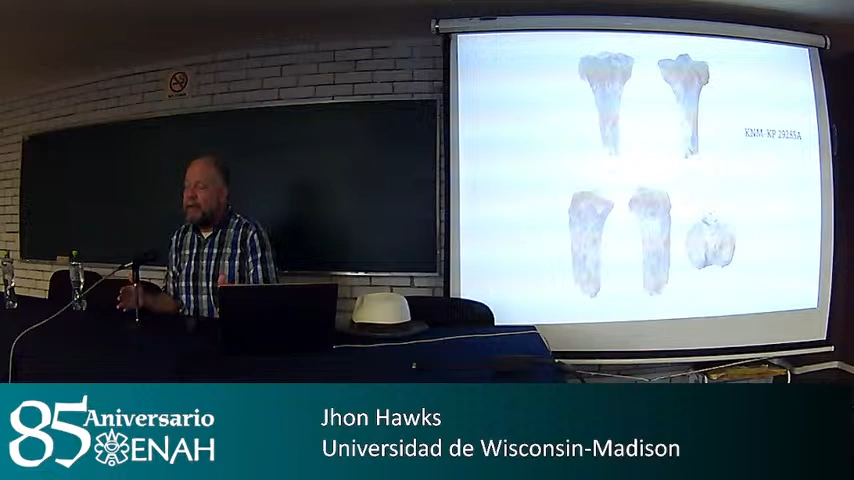 KNM-KP 29285A
85 Aniversario
ENAH
Jhon Hawks
Universidad de Wisconsin-Madison